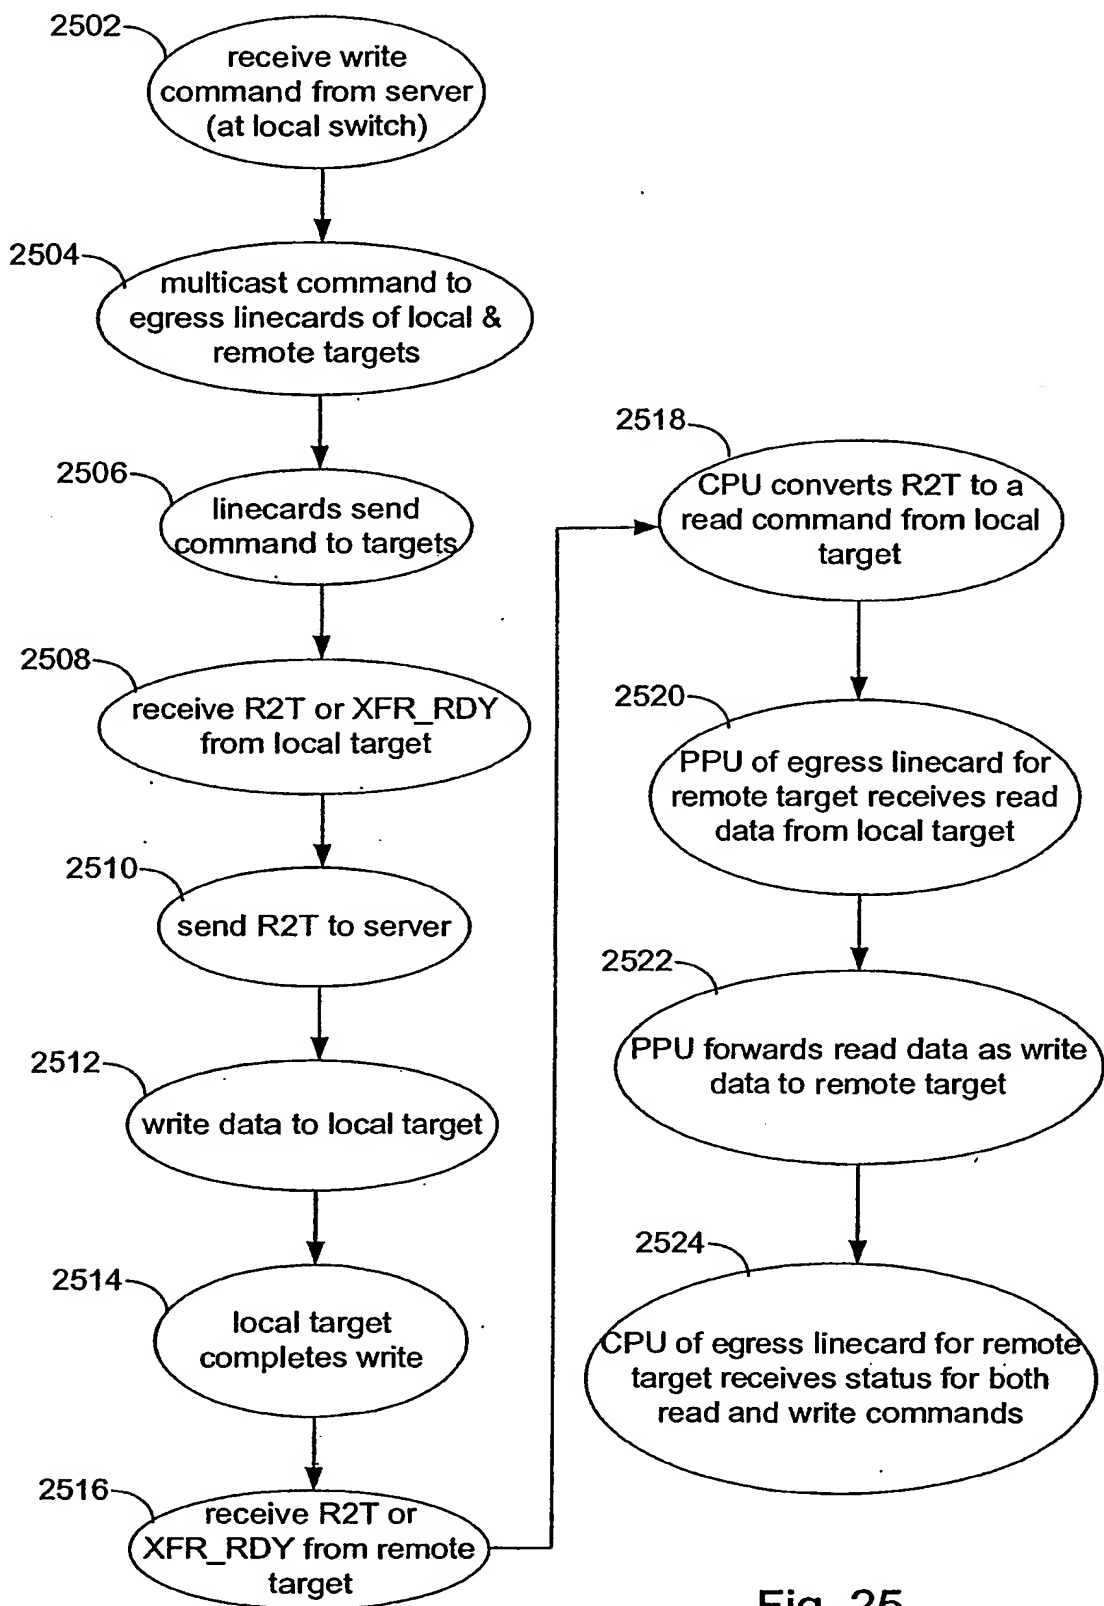 2502
receive write
command from server
(at local switch)
2504
multicast command to
egress linecards of local &
remote targets
2506
linecards send
command to targets
2508
receive R2T or XFR_RDY
from local target
2510
send R2T to server
2512
write data to local target
2514
local target
completes write
2516
receive R2T or
XFR_RDY from remote
target
2518
CPU converts R2T to a
read command from local
target
2520
PPU of egress linecard for
remote target receives read
data from local target
2522
PPU forwards read data as write
data to remote target
2524
CPU of egress linecard for remote
target receives status for both
read and write commands
Fig. 25